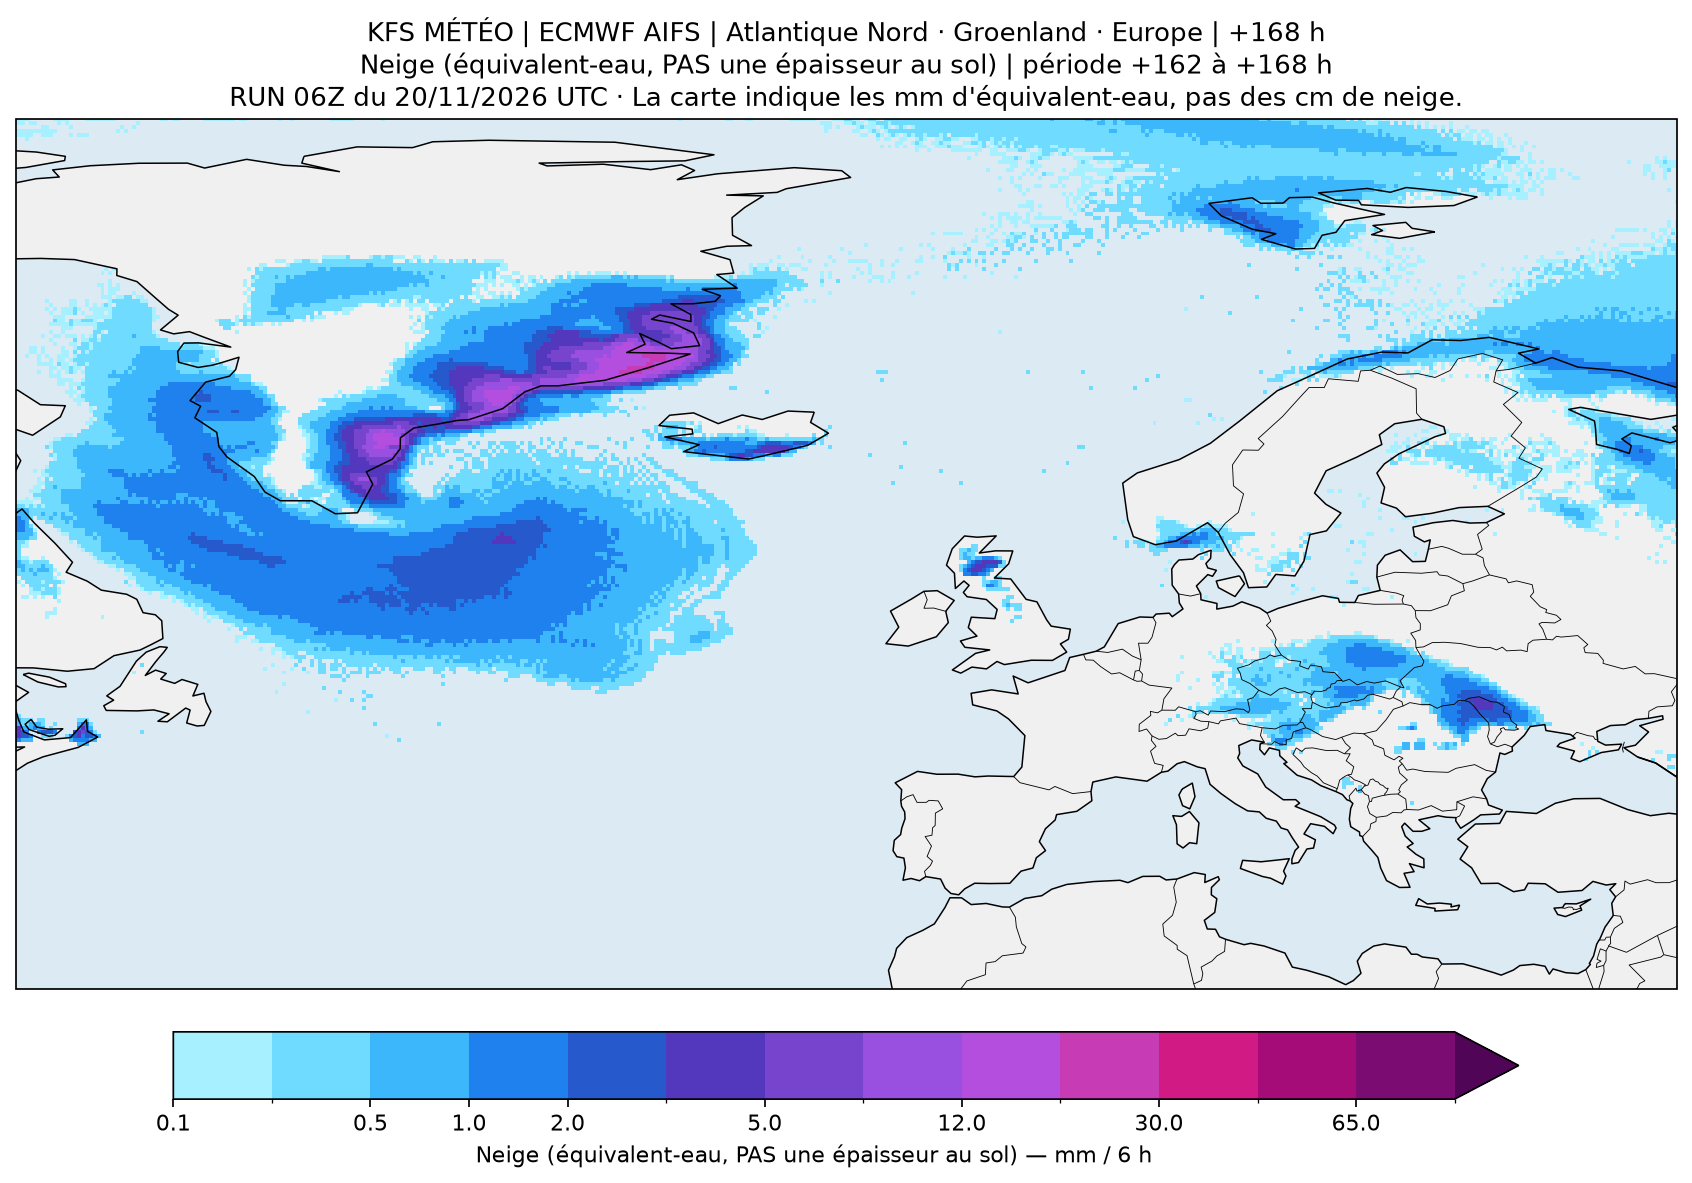 KFS MÉTÉO | ECMWF AIFS | Atlantique Nord · Groenland · Europe | +168 h
Neige (équivalent-eau, PAS une épaisseur au sol) | période +162 à +168 h
RUN 06Z du 20/11/2026 UTC · La carte indique les mm d'équivalent-eau, pas des cm de neige.
0.1 0.5 1.0 2.0 5.0 12.0 30.0 65.0
Neige (équivalent-eau, PAS une épaisseur au sol) — mm / 6 h